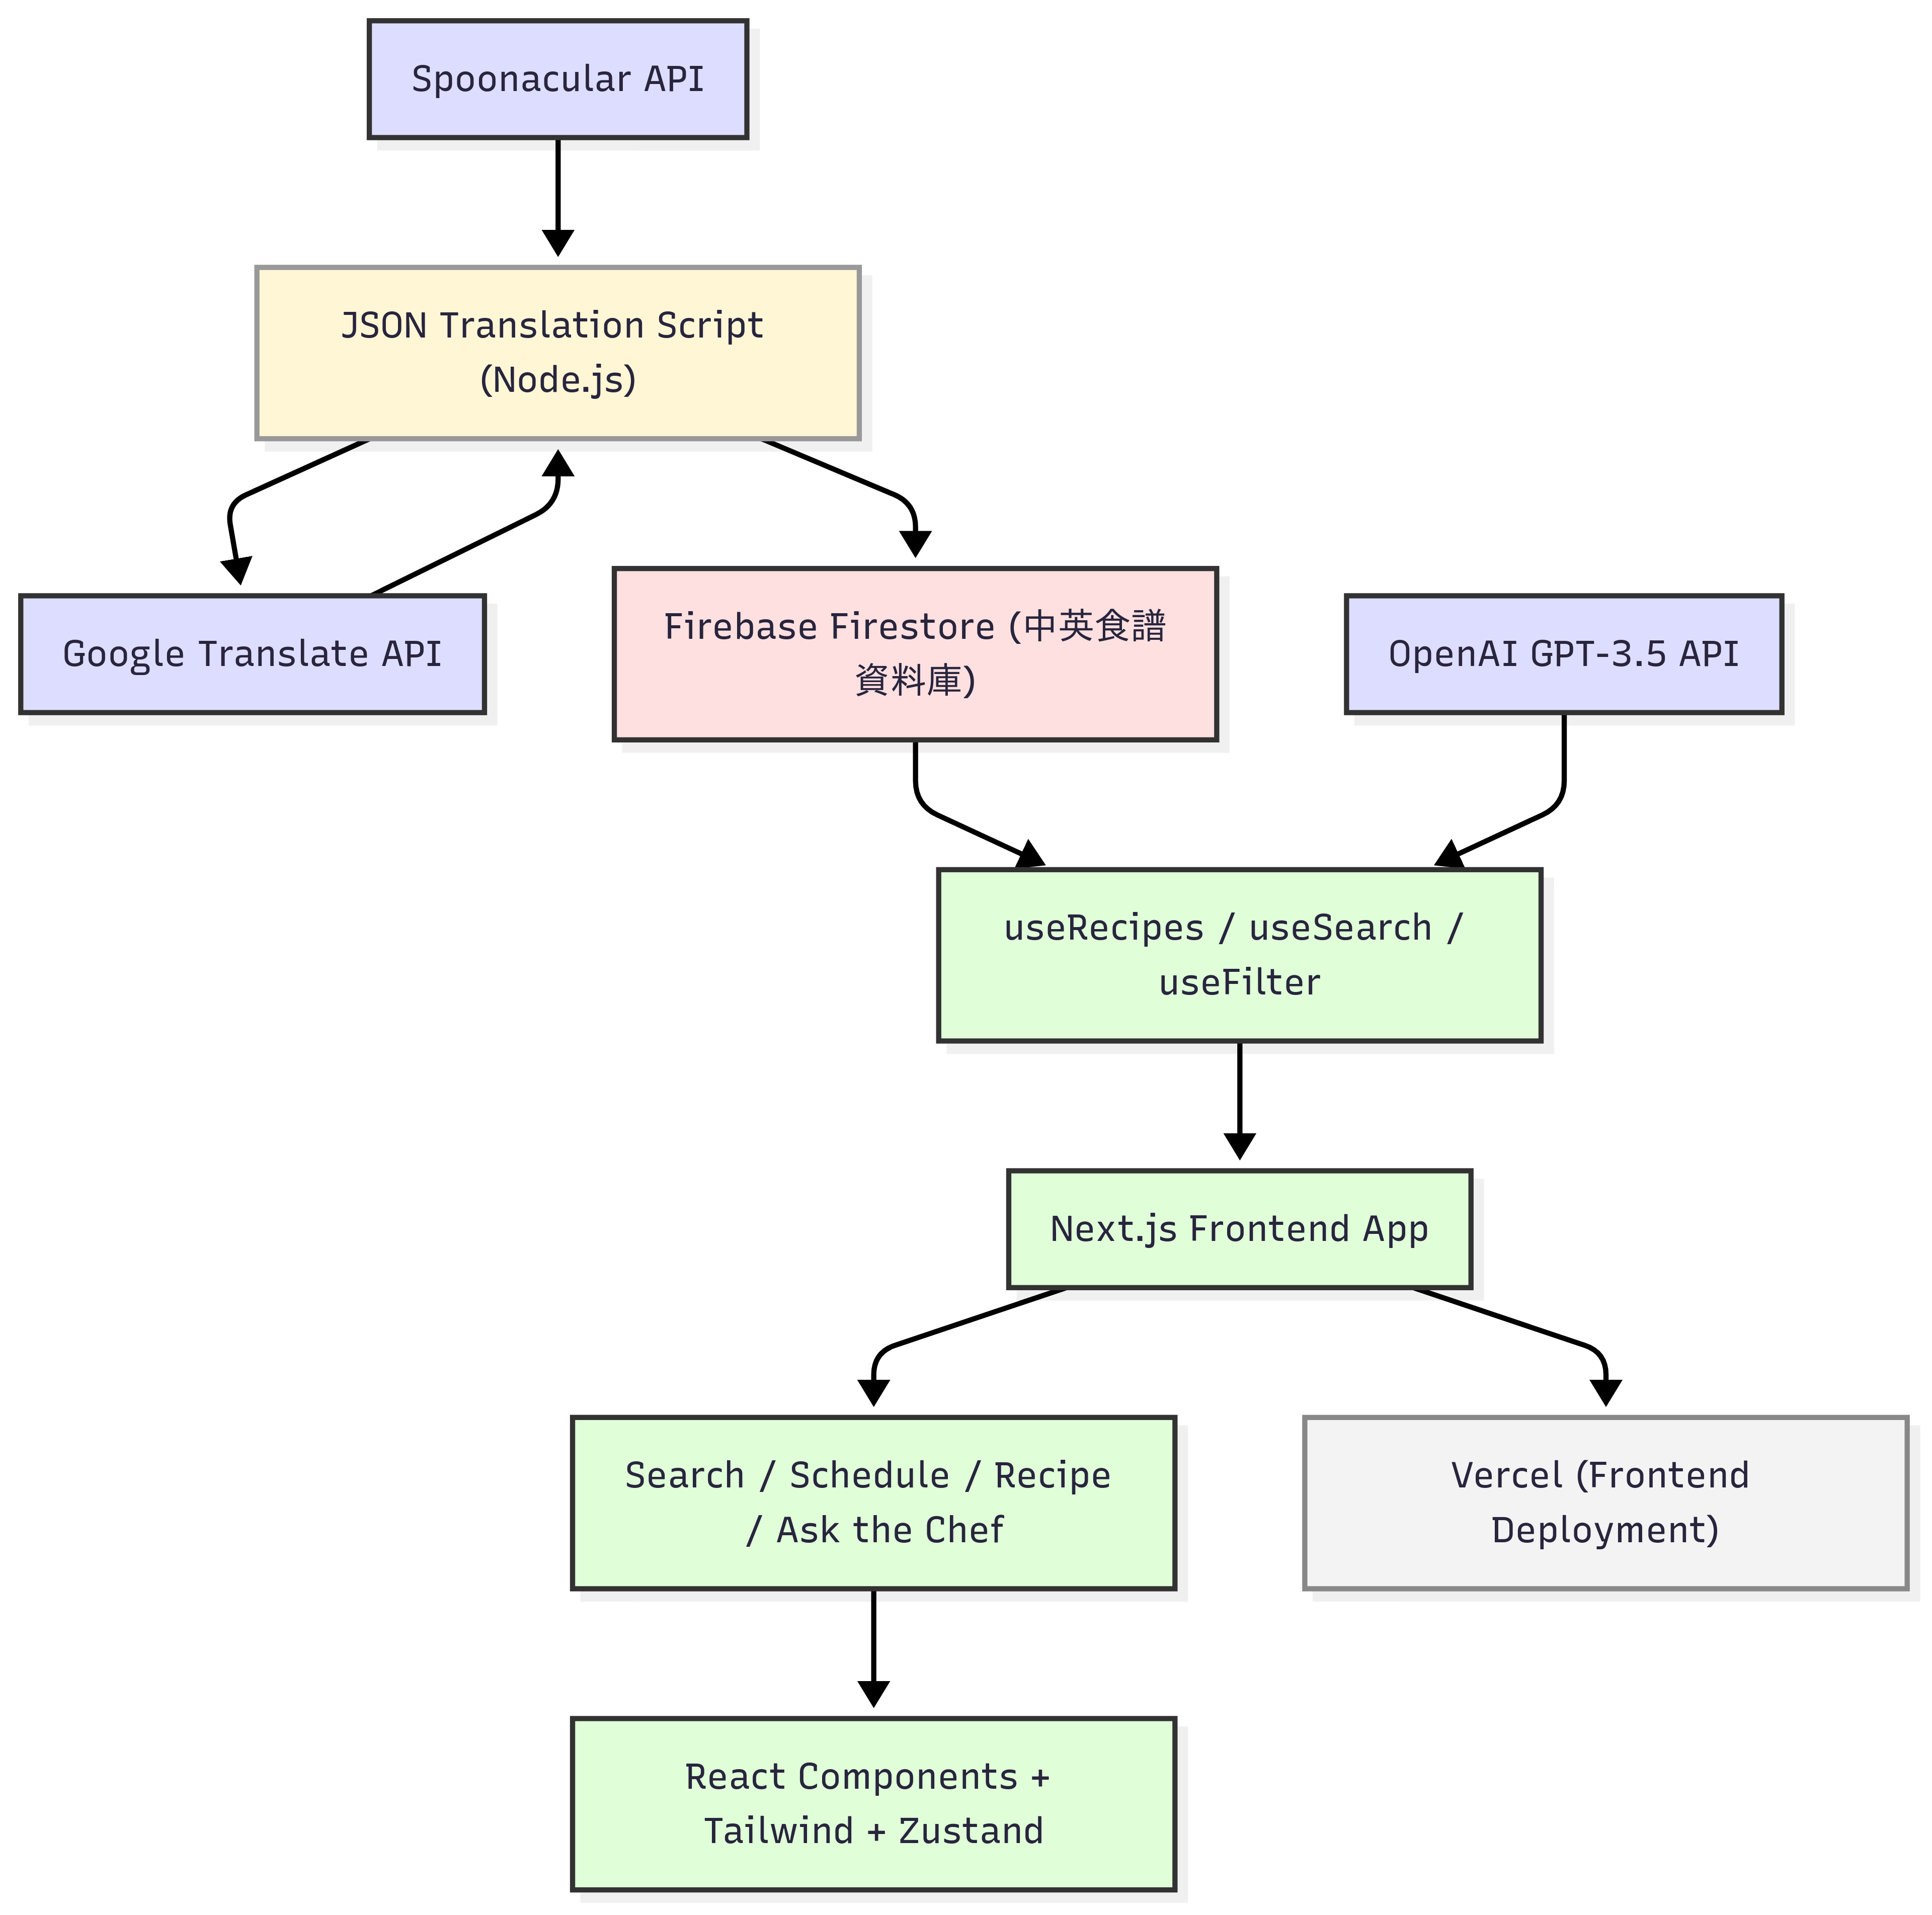 Spoonacular API
JSON Translation Script
(Node.js)
Google Translate API
Firebase Firestore (中英食譜
資料庫)
OpenAI GPT-3.5 API
useRecipes / useSearch /
useFilter
Next.js Frontend App
Search / Schedule / Recipe
/ Ask the Chef
Vercel (Frontend
Deployment)
React Components +
Tailwind + Zustand